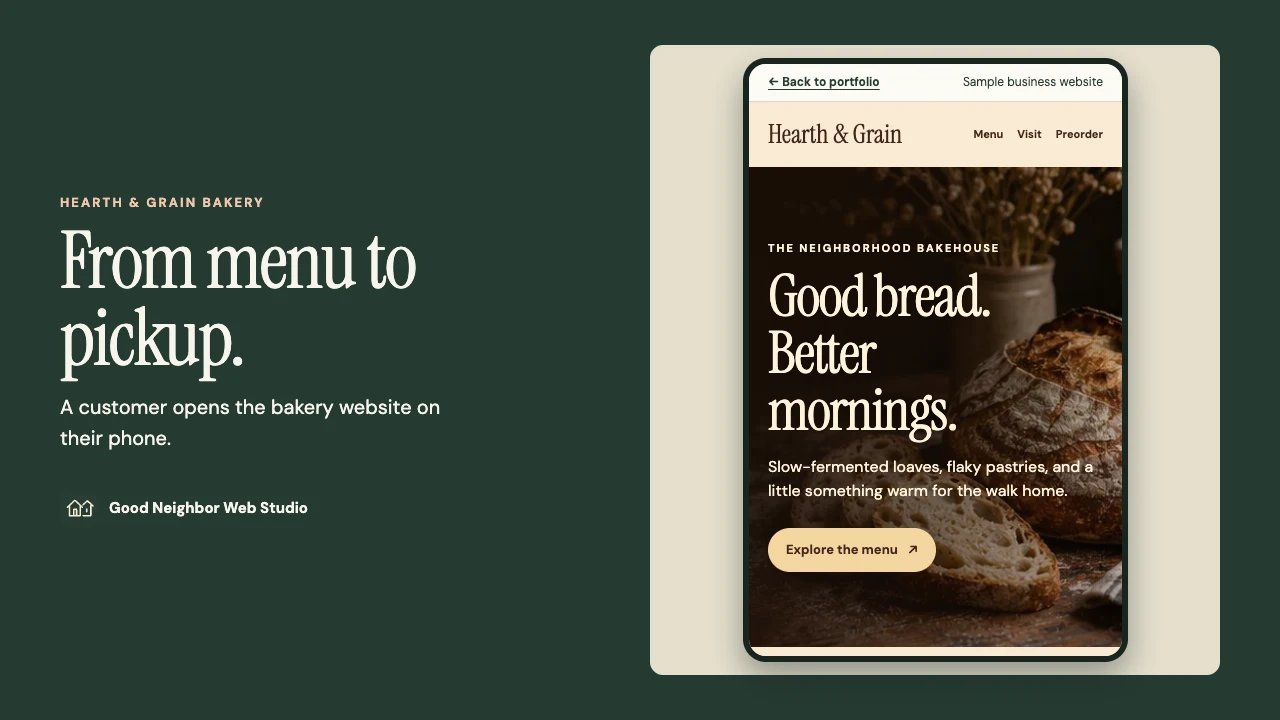 HEARTH & GRAIN BAKERY
From menu to
pickup.
A customer opens the bakery website on
their phone.
Good Neighbor Web Studio
← Back to portfolio
Sample business website
Hearth & Grain
Menu Visit Preorder
THE NEIGHBORHOOD BAKEHOUSE
Good bread.
Better
mornings.
Slow-fermented loaves, flaky pastries, and a
little something warm for the walk home.
Explore the menu ↗